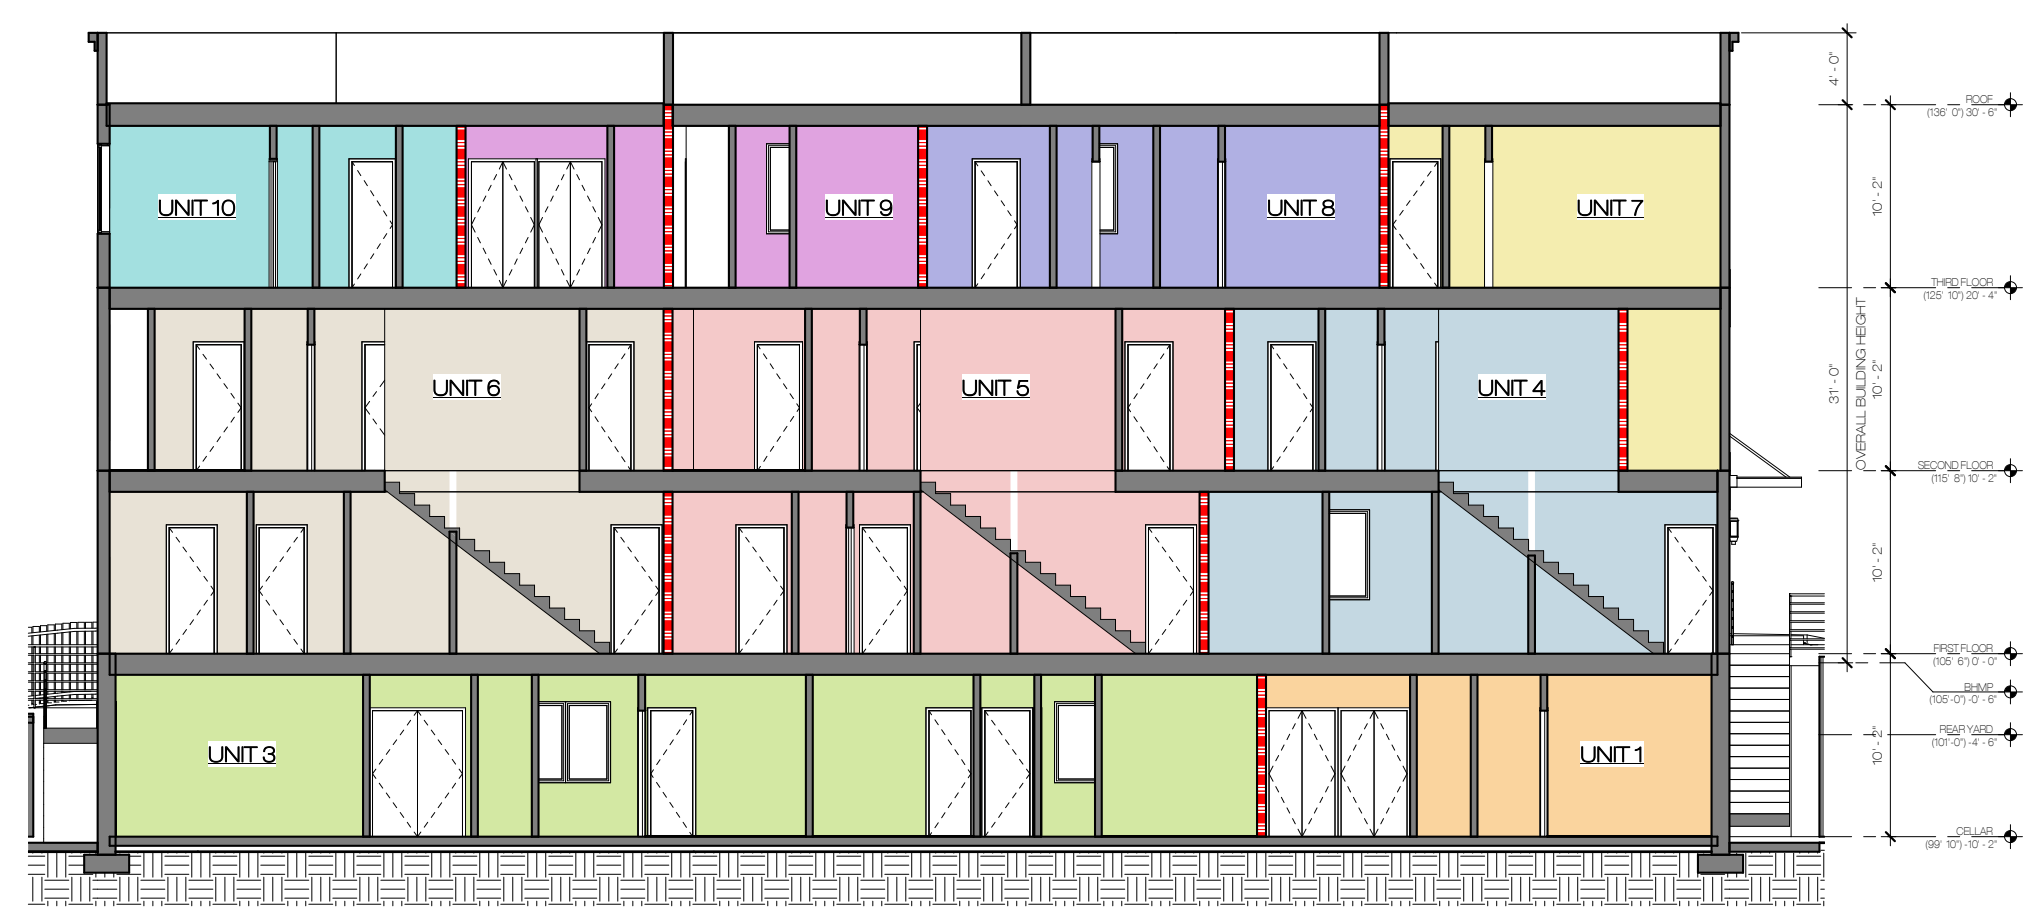 4' - 0"
ROOF
(136' 0") 30' - 6"
UNIT 10
UNIT 9
UNIT 8
UNIT 7
10' - 2"
THIRD FLOOR
(125' 10") 20' - 4"
UNIT 6
UNIT 5
UNIT 4
31' - 0"
OVERALL BUILDING HEIGHT
10' - 2"
SECOND FLOOR
(115' 8") 10' - 2"
10' - 2"
FIRST FLOOR
(105' 6") 0' - 0"
BHMP
(105'-0") -0' - 6"
REAR YARD
(101'-0") -4' - 6"
UNIT 3
UNIT 1
10' - 2"
CELLAR
(99' 10") -10' - 2"